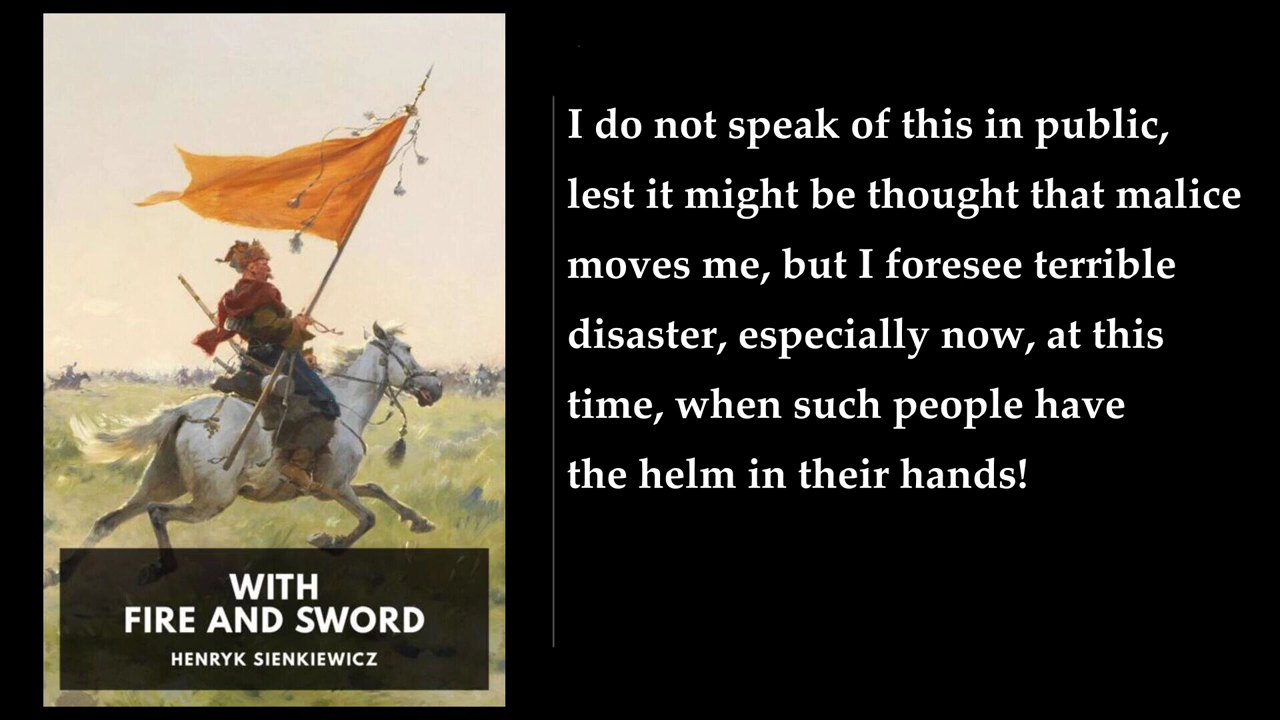 WITH
FIRE AND SWORD
HENRYK SIENKIEWICZ
I do not speak of this in public,
lest it might be thought that malice
moves me, but I foresee terrible
disaster, especially now, at this
time, when such people have
the helm in their hands!